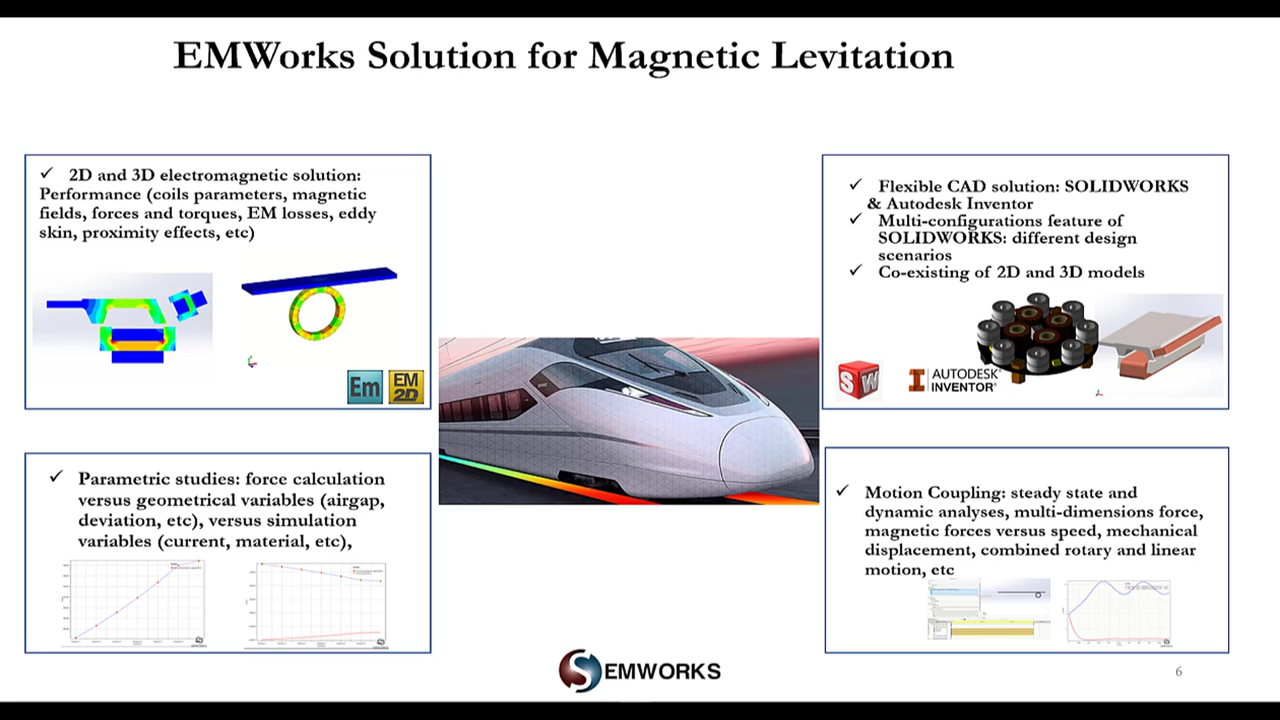 EMWorks Solution for Magnetic Levitation
✓ 2D and 3D electromagnetic solution:
Performance (coils parameters, magnetic
fields, forces and torques, EM losses, eddy
skin, proximity effects, etc)
Em
EM
2D
✓ Flexible CAD solution: SOLIDWORKS
& Autodesk Inventor
✓ Multi-configurations feature of
SOLIDWORKS: different design
scenarios
✓ Co-existing of 2D and 3D models
SW
AUTODESK®
INVENTOR®
✓ Parametric studies: force calculation
versus geometrical variables (airgap,
deviation, etc), versus simulation
variables (current, material, etc),
✓ Motion Coupling: steady state and
dynamic analyses, multi-dimensions force,
magnetic forces versus speed, mechanical
displacement, combined rotary and linear
motion, etc
EMWORKS
6